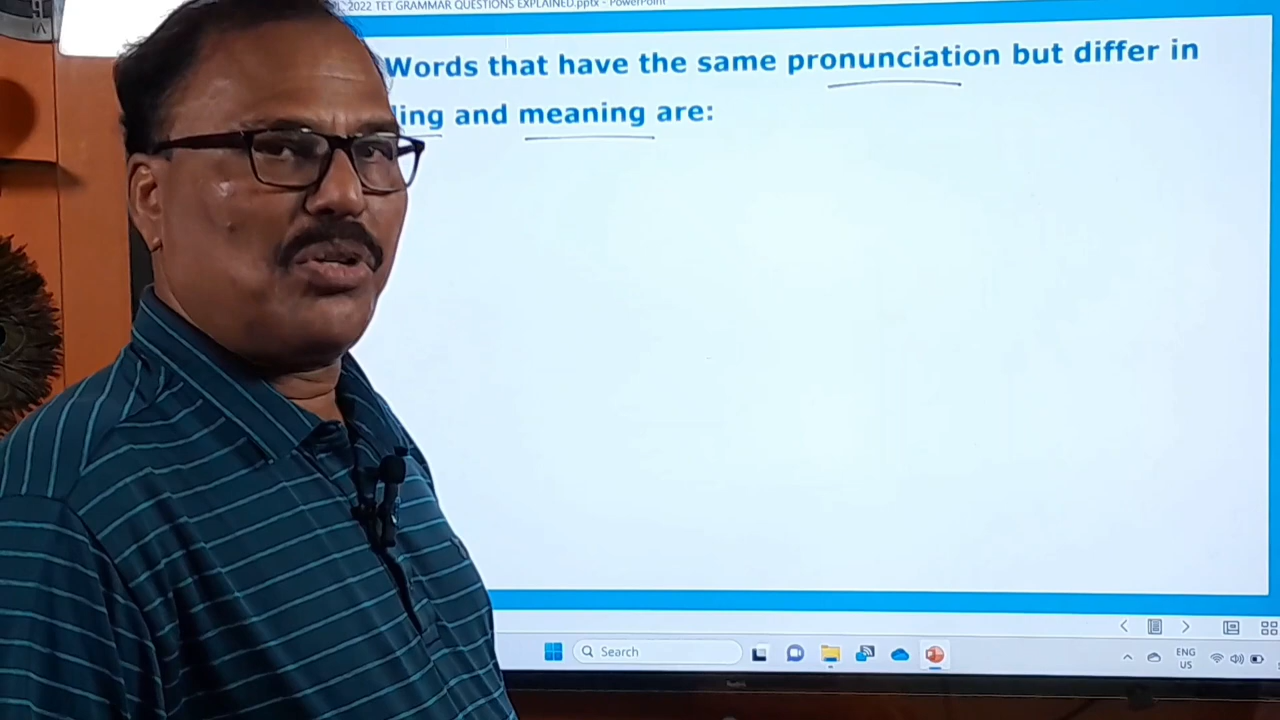 2022 TET GRAMMAR QUESTIONS EXPLAINED.pptx - PowerPoint
Words that have the same pronunciation but differ in
ling and meaning are:
Search
ENG
US